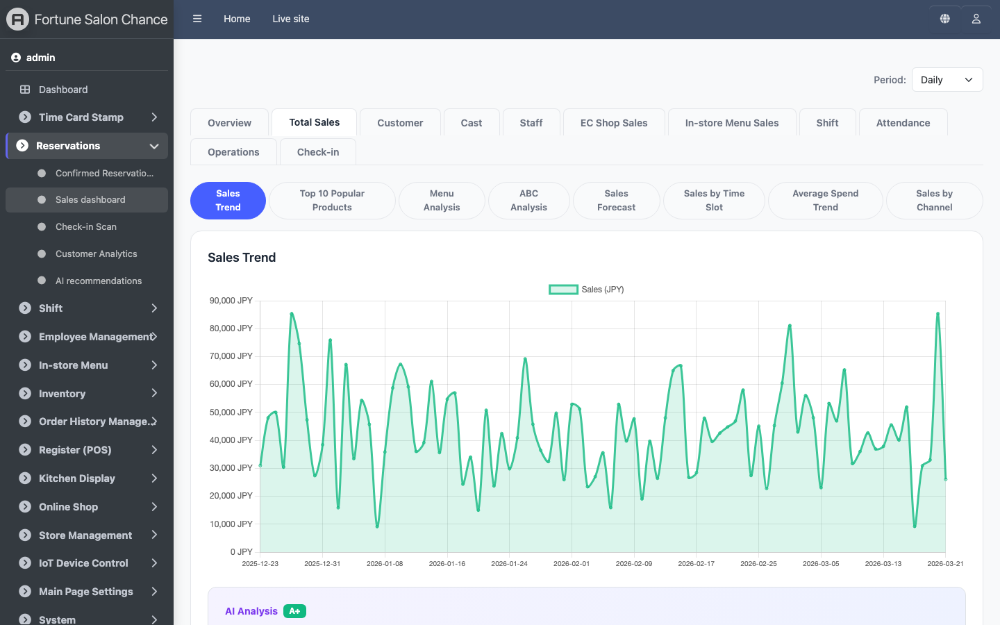 Fortune Salon Chance
Home
Live site
admin
Dashboard
Time Card Stamp
Reservations
Confirmed Reservatio...
Sales dashboard
Check-in Scan
Customer Analytics
AI recommendations
Shift
Employee Management
In-store Menu
Inventory
Order History Manage...
Register (POS)
Kitchen Display
Online Shop
Store Management
IoT Device Control
Main Page Settings
System
Period:
Daily
Overview
Total Sales
Customer
Cast
Staff
EC Shop Sales
In-store Menu Sales
Shift
Attendance
Operations
Check-in
Sales
Trend
Top 10 Popular
Products
Menu
Analysis
ABC
Analysis
Sales
Forecast
Sales by Time
Slot
Average Spend
Trend
Sales by
Channel
Sales Trend
Sales (JPY)
90,000 JPY
80,000 JPY
70,000 JPY
60,000 JPY
50,000 JPY
40,000 JPY
30,000 JPY
20,000 JPY
10,000 JPY
0 JPY
2025-12-23
2025-12-31
2026-01-08
2026-01-16
2026-01-24
2026-02-01
2026-02-09
2026-02-17
2026-02-25
2026-03-05
2026-03-13
2026-03-21
AI Analysis
A+